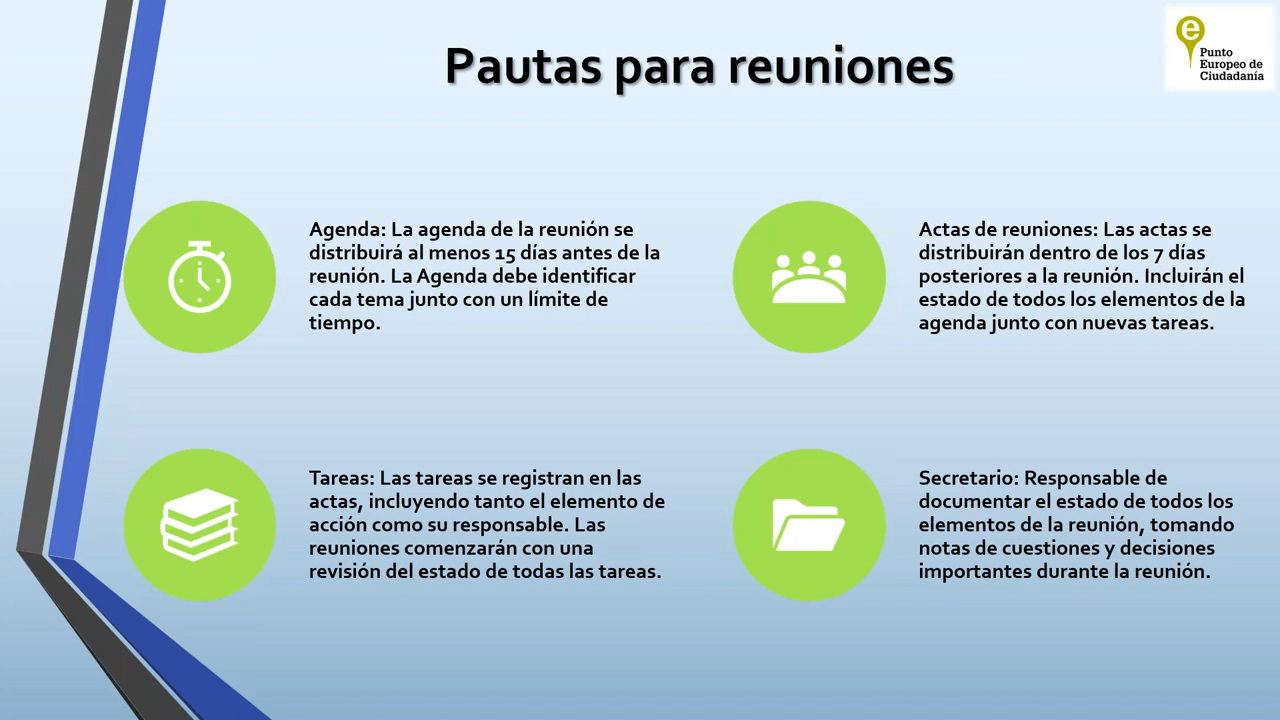 Pautas para reuniones
e
Punto
Europeo de
Ciudadanía
Agenda: La agenda de la reunión se
distribuirá al menos 15 días antes de la
reunión. La Agenda debe identificar
cada tema junto con un límite de
tiempo.
Actas de reuniones: Las actas se
distribuirán dentro de los 7 días
posteriores a la reunión. Incluirán el
estado de todos los elementos de la
agenda junto con nuevas tareas.
Tareas: Las tareas se registran en las
actas, incluyendo tanto el elemento de
acción como su responsable. Las
reuniones comenzarán con una
revisión del estado de todas las tareas.
Secretario: Responsable de
documentar el estado de todos los
elementos de la reunión, tomando
notas de cuestiones y decisiones
importantes durante la reunión.